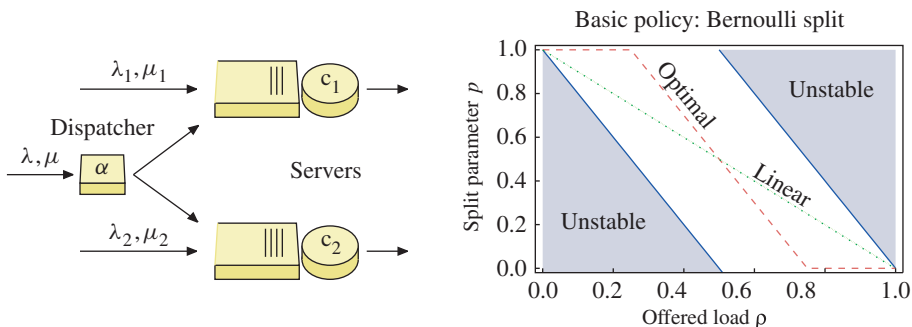 λ₁, μ₁
c₁
Dispatcher
λ, μ
α
Servers
λ₂, μ₂
c₂
Basic policy: Bernoulli split
Split parameter p
1.0
0.8
0.6
0.4
0.2
0.0
Optimal
Unstable
Linear
Unstable
0.0 0.2 0.4 0.6 0.8 1.0
Offered load ρ